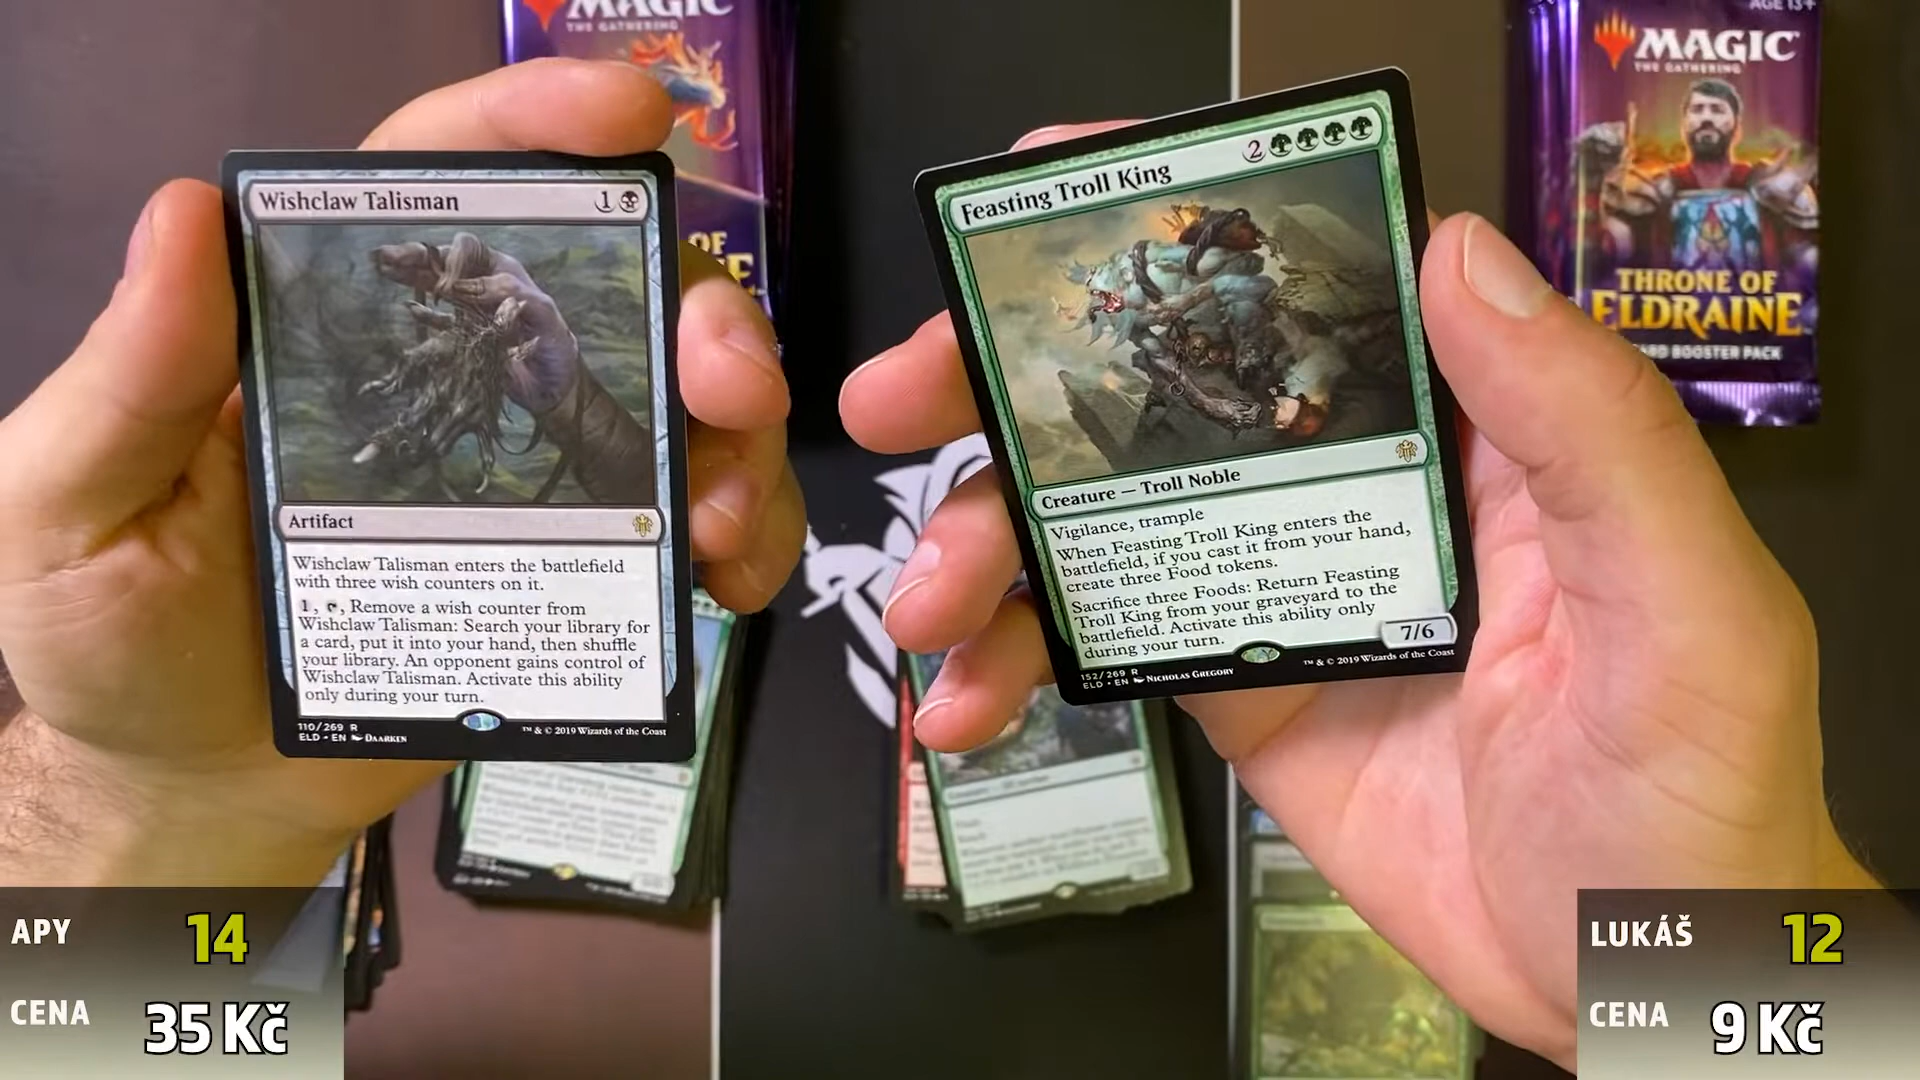 MAGIC
THE GATHERING
OF
Wishclaw Talisman 1
Artifact
Wishclaw Talisman enters the battlefield
with three wish counters on it.
1, , Remove a wish counter from
Wishclaw Talisman: Search your library for
a card, put it into your hand, then shuffle
your library. An opponent gains control of
Wishclaw Talisman. Activate this ability
only during your turn.
110/269 R
ELD • EN DAARKEN
™ & © 2019 Wizards of the Coast
Feasting Troll King 2
Creature — Troll Noble
Vigilance, trample
When Feasting Troll King enters the
battlefield, if you cast it from your hand,
create three Food tokens.
Sacrifice three Foods: Return Feasting
Troll King from your graveyard to the
battlefield. Activate this ability only
during your turn.
7/6
152/269 R
ELD • EN NICHOLAS GREGORY
™ & © 2019 Wizards of the Coast
AGE 13+
MAGIC
THE GATHERING
THRONE OF
ELDRAINE
CARD BOOSTER PACK
APY 14
CENA 35 Kč
LUKÁŠ 12
CENA 9 Kč